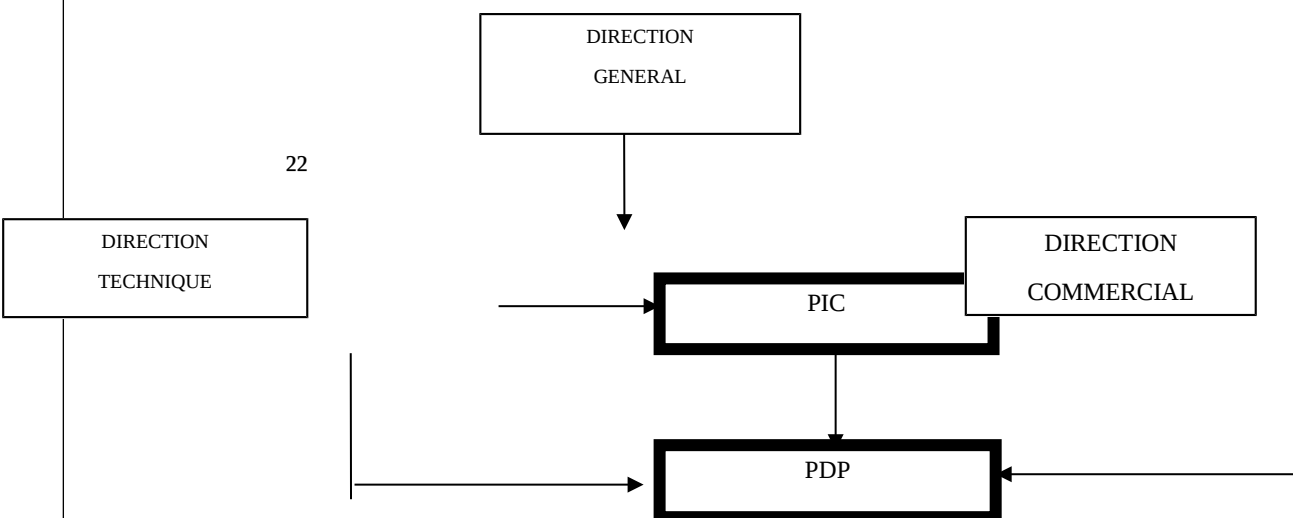 DIRECTION
GENERAL
22
DIRECTION
TECHNIQUE
DIRECTION
COMMERCIAL
PIC
PDP